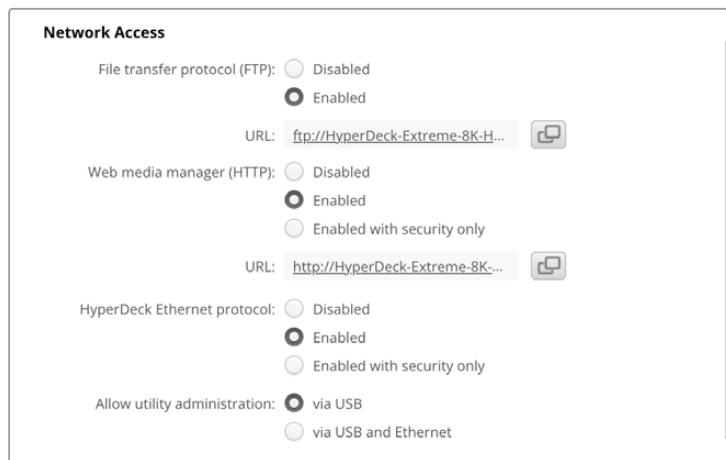 Network Access
File transfer protocol (FTP): Disabled
Enabled
URL: ftp://HyperDeck-Extreme-8K-H...
Web media manager (HTTP): Disabled
Enabled
Enabled with security only
URL: http://HyperDeck-Extreme-8K-...
HyperDeck Ethernet protocol: Disabled
Enabled
Enabled with security only
Allow utility administration: via USB
via USB and Ethernet